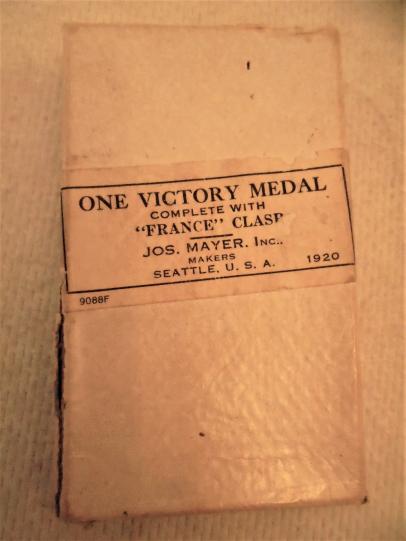 ONE VICTORY MEDAL
COMPLETE WITH
“FRANCE” CLASP
JOS. MAYER, INC.,
MAKERS
SEATTLE, U. S. A. 1920
9088F